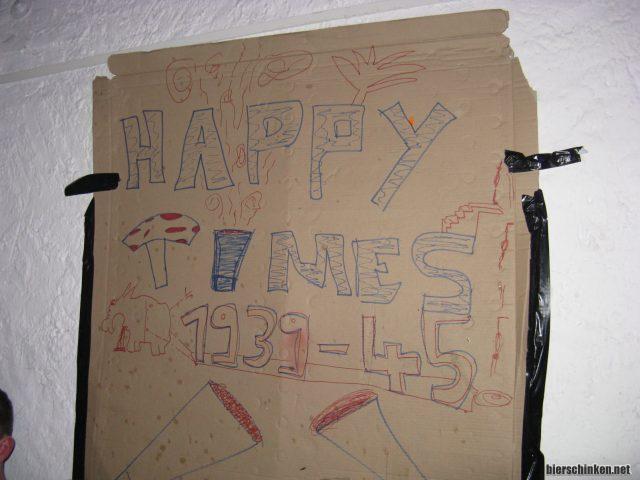 HAPPY
TIMES
1939-45
bierschinken.net